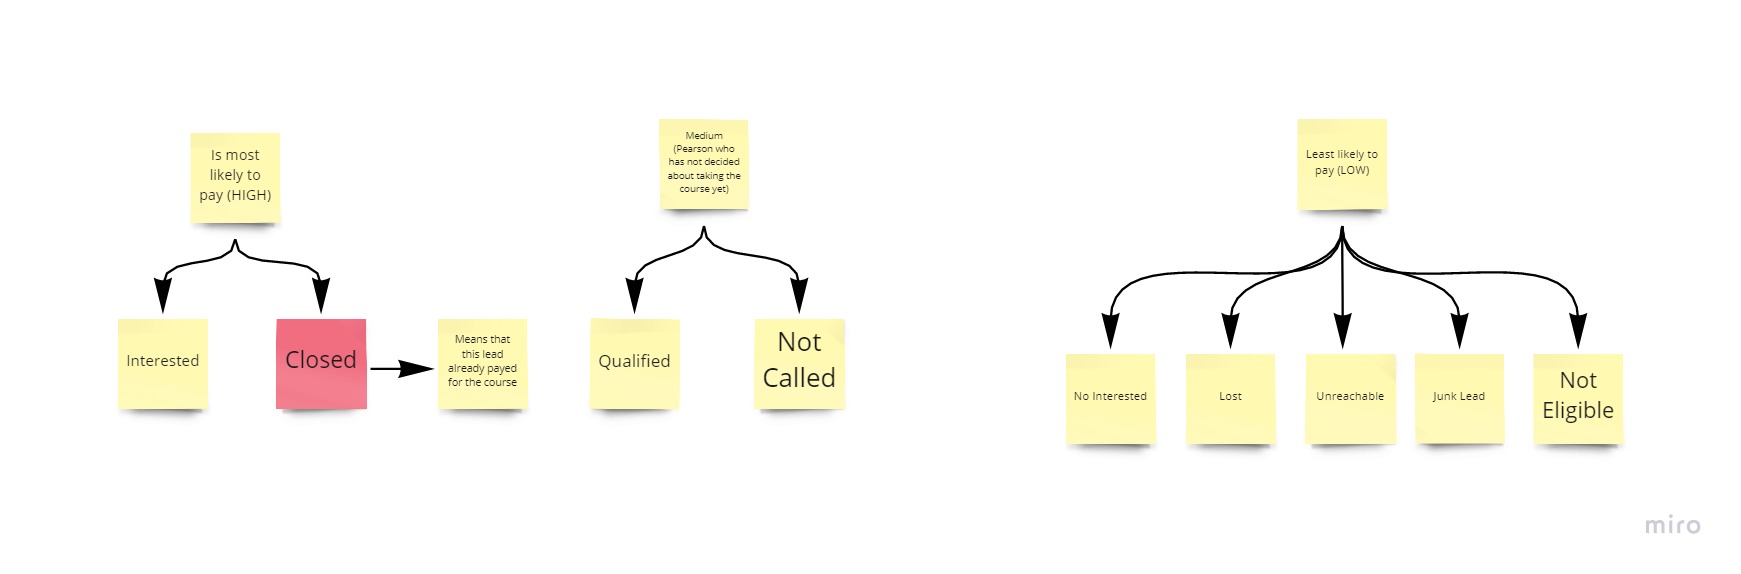 Is most
likely to
pay (HIGH)
Medium
(Pearson who
has not decided
about taking the
course yet)
Least likely to
pay (LOW)
Interested
Closed
Means that
this lead
already payed
for the course
Qualified
Not
Called
No Interested
Lost
Unreachable
Junk Lead
Not
Eligible
miro